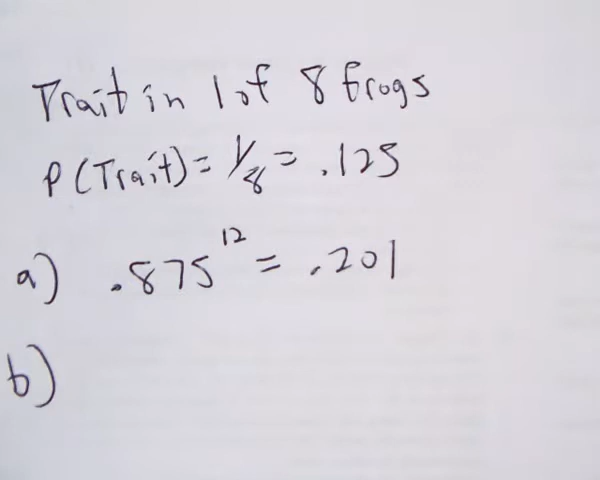 Trait in 1 of 8 frogs
P(Trait) = 1/8 = .125
a) .875^12 = .201
b)